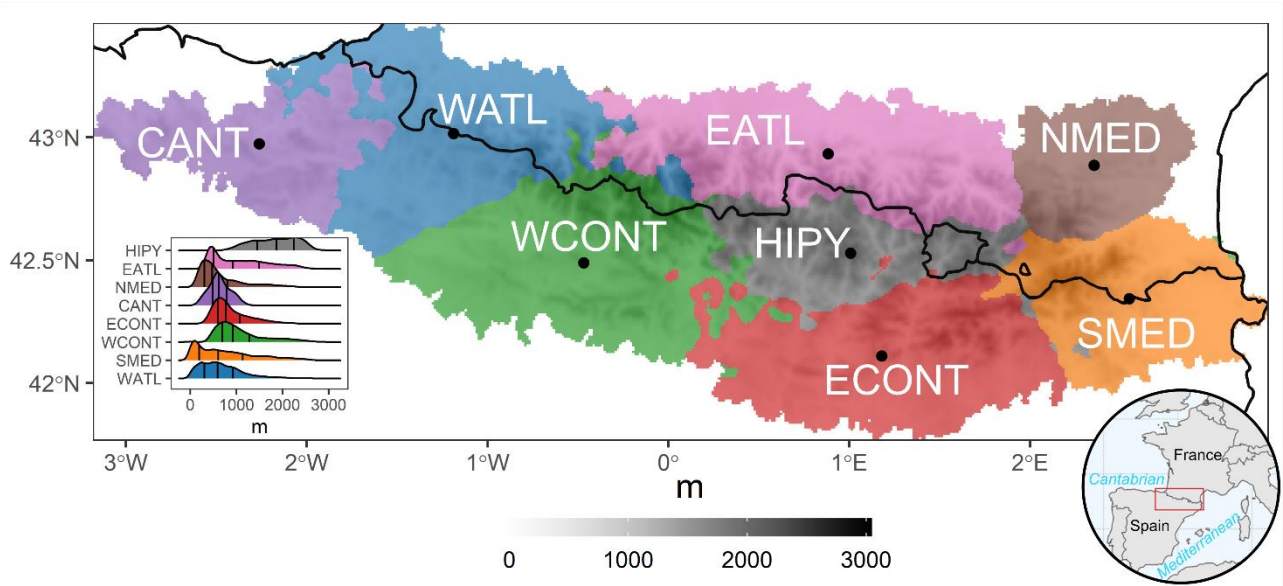 43°N
42.5°N
42°N
CANT
WATL
EATL
NMED
WCONT
HIPY
SMED
ECONT
HIPY
EATL
NMED
CANT
ECONT
WCONT
SMED
WATL
0 1000 2000 3000
m
3°W 2°W 1°W 0° 1°E 2°E
m
0 1000 2000 3000
France
Cantabrian
Spain
Mediterranean